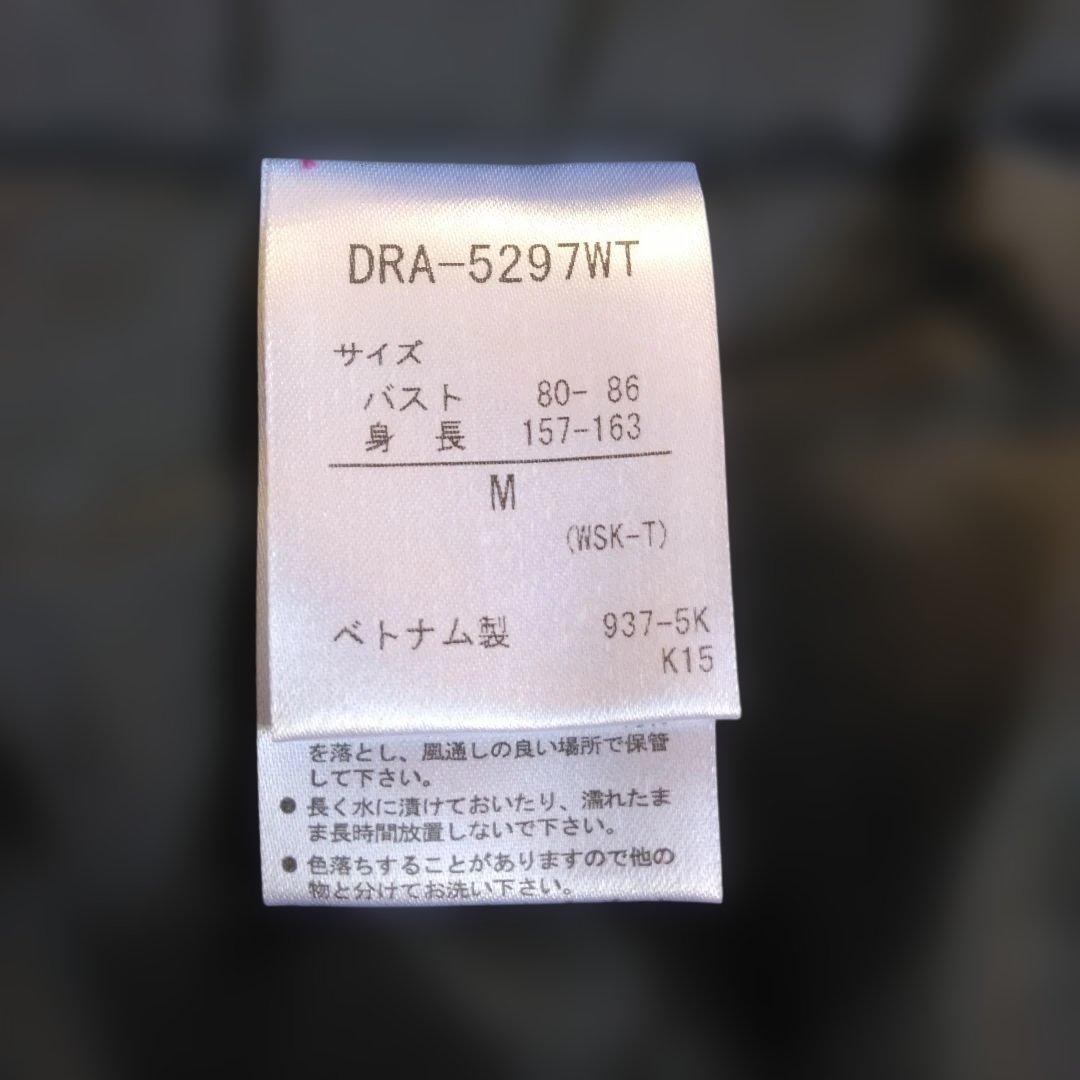 DRA-5297WT
サイズ
バスト 80- 86
身 長 157-163
M
(WSK-T)
ベトナム製 937-5K
K15
を落とし、風通しの良い場所で保管
して下さい。
● 長く水に漬けておいたり、濡れたま
ま長時間放置しないで下さい。
● 色落ちすることがありますので他の
物と分けてお洗い下さい。